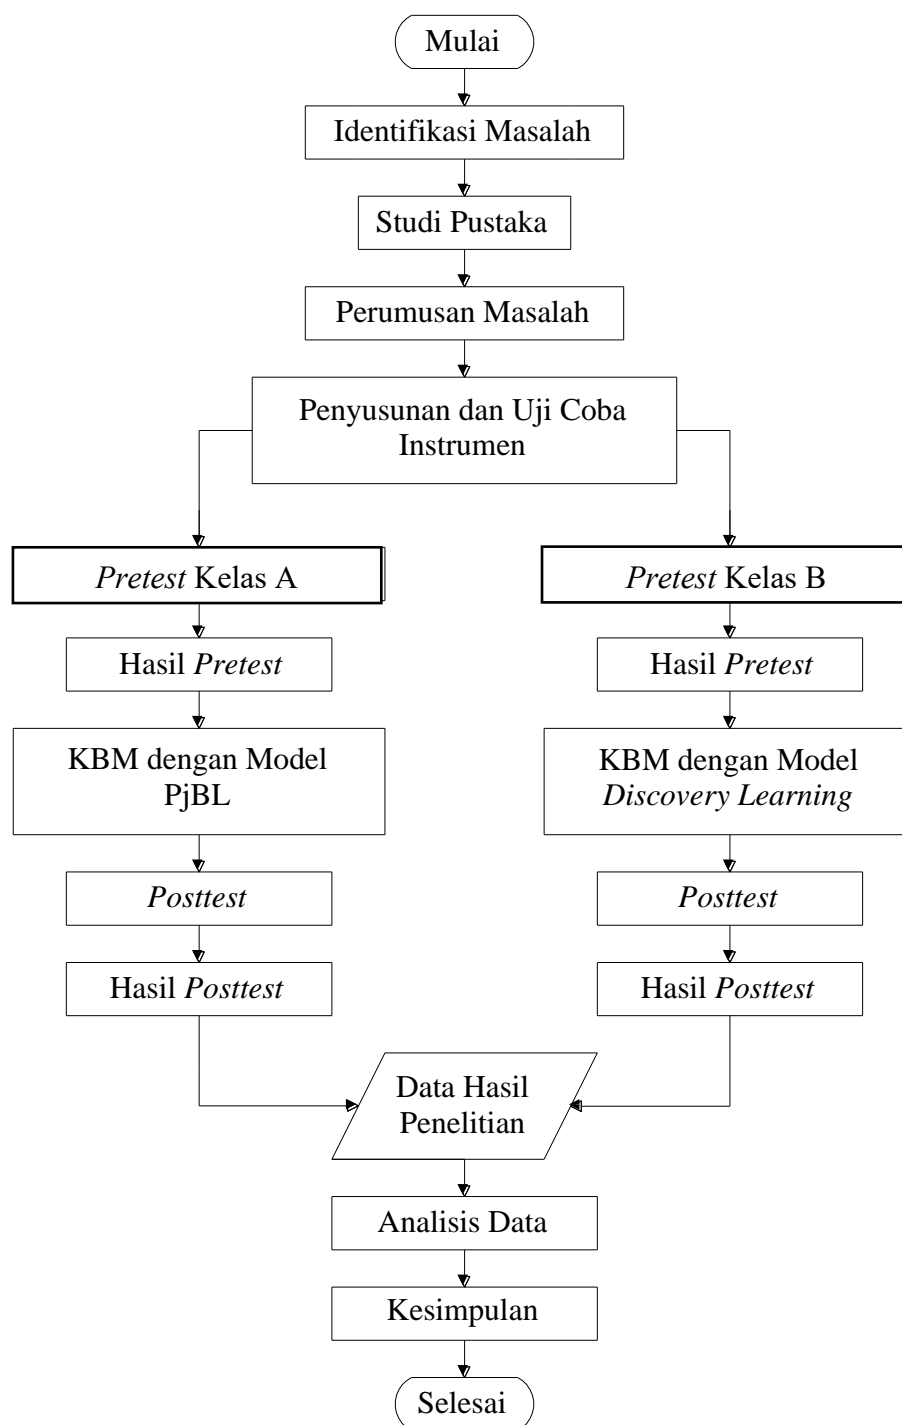 Mulai
Identifikasi Masalah
Studi Pustaka
Perumusan Masalah
Penyusunan dan Uji Coba
Instrumen
Pretest Kelas A
Hasil Pretest
KBM dengan Model
PjBL
Posttest
Hasil Posttest
Pretest Kelas B
Hasil Pretest
KBM dengan Model
Discovery Learning
Posttest
Hasil Posttest
Data Hasil
Penelitian
Analisis Data
Kesimpulan
Selesai